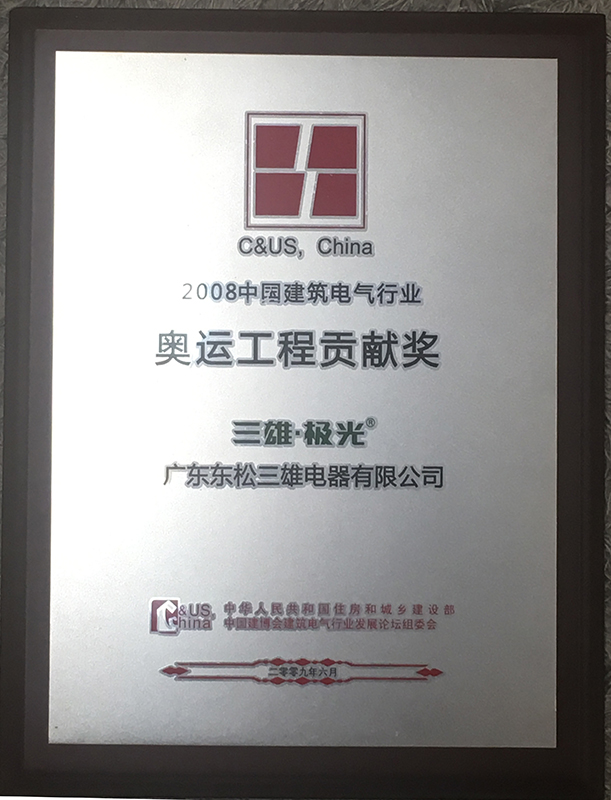 C&US, China
2008中国建筑电气行业
奥运工程贡献奖
三雄·极光®
广东东松三雄电器有限公司
C&US, 中华人民共和国住房和城乡建设部
China 中国建博会建筑电气行业发展论坛组委会
二零零九年六月